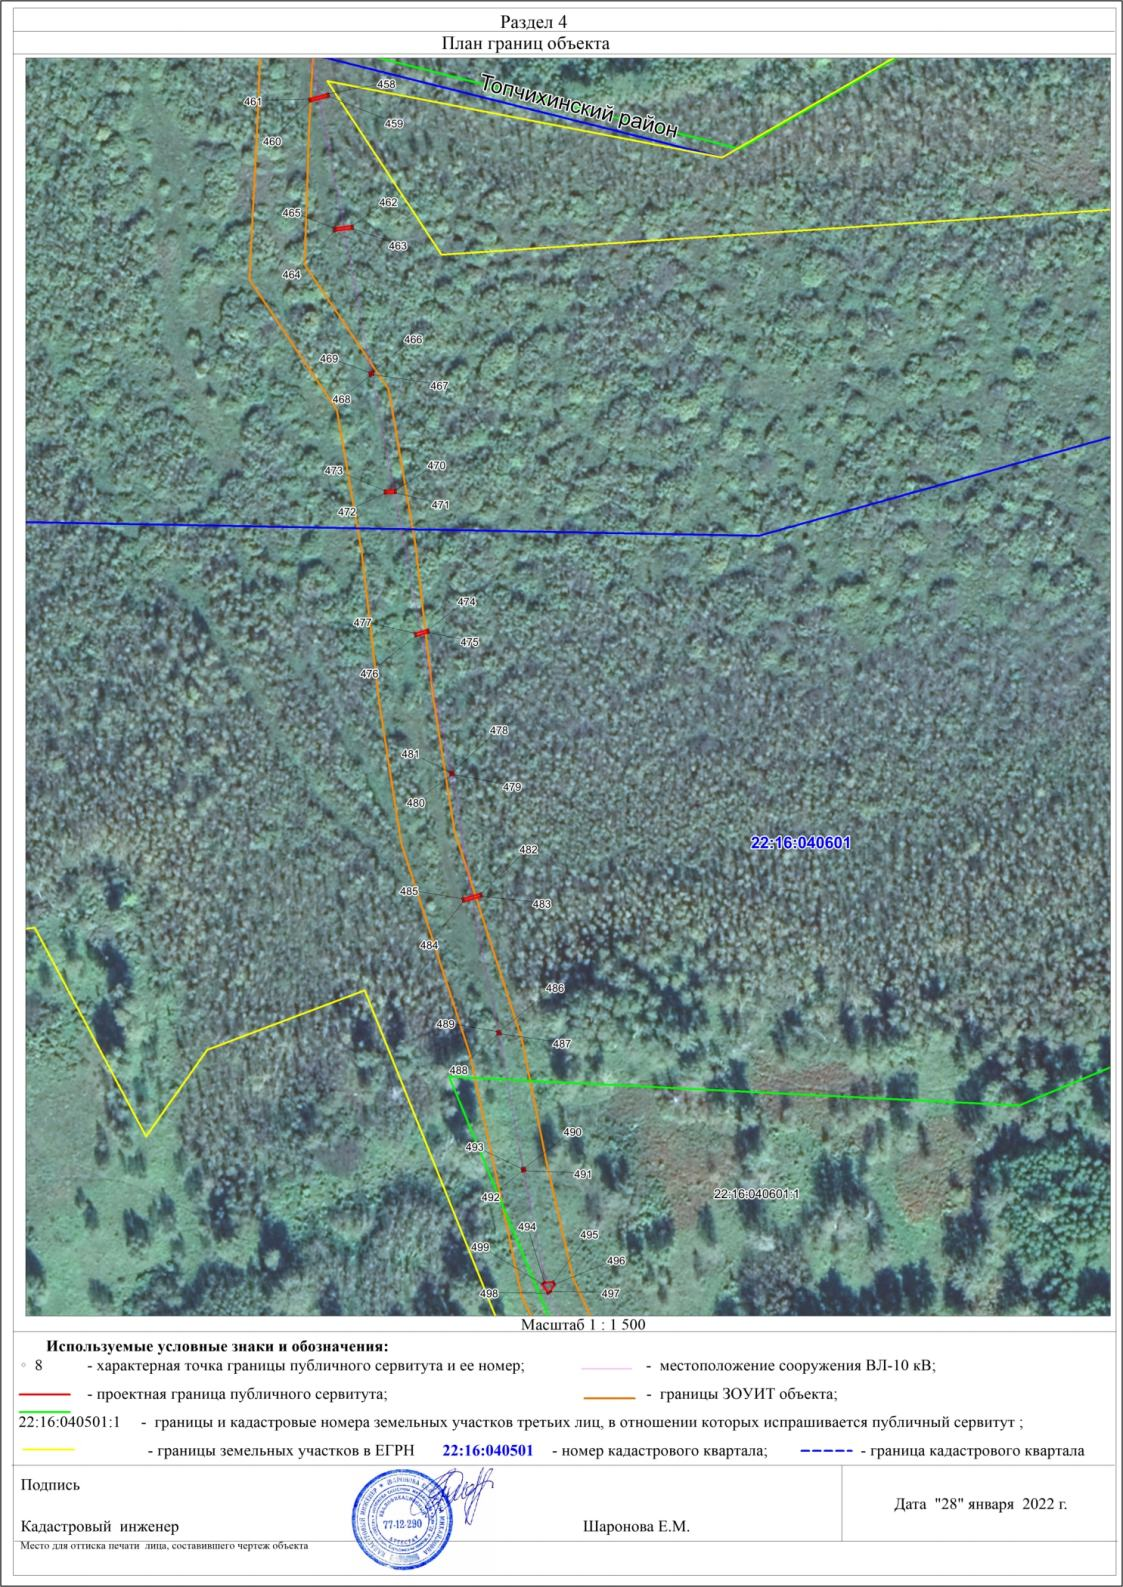 Раздел 4
План границ объекта
Топчихинский район
458
461
459
460
462
465
463
464
466
469
467
468
470
473
471
472
474
477
475
476
478
481
479
480
482
22:16:040601
485
483
484
486
489
487
488
490
493
491
22:16:040601:1
492
494
495
499
496
498
497
Масштаб 1 : 1 500
Используемые условные знаки и обозначения:
8 - характерная точка границы публичного сервитута и ее номер;
- местоположение сооружения ВЛ-10 кВ;
- проектная граница публичного сервитута;
- границы ЗОУИТ объекта;
22:16:040501:1 - границы и кадастровые номера земельных участков третьих лиц, в отношении которых испрашивается публичный сервитут ;
- границы земельных участков в ЕГРН 22:16:040501 - номер кадастрового квартала; - граница кадастрового квартала
Подпись
Дата "28" января 2022 г.
77-12-290
Кадастровый инженер
Шаронова Е.М.
Место для оттиска печати лица, составившего чертеж объекта